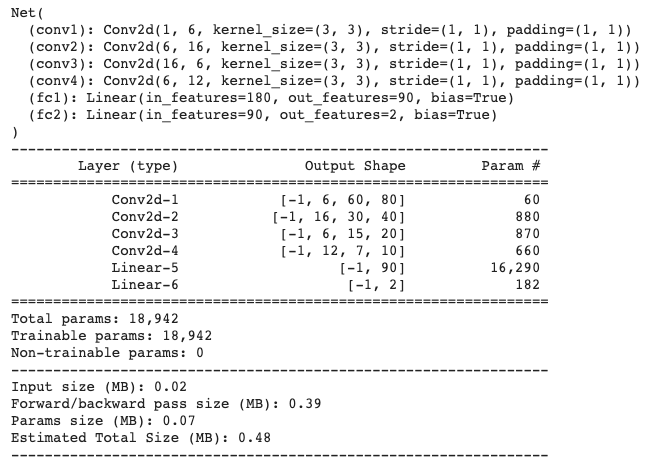 Net(
  (conv1): Conv2d(1, 6, kernel_size=(3, 3), stride=(1, 1), padding=(1, 1))
  (conv2): Conv2d(6, 16, kernel_size=(3, 3), stride=(1, 1), padding=(1, 1))
  (conv3): Conv2d(16, 6, kernel_size=(3, 3), stride=(1, 1), padding=(1, 1))
  (conv4): Conv2d(6, 12, kernel_size=(3, 3), stride=(1, 1), padding=(1, 1))
  (fc1): Linear(in_features=180, out_features=90, bias=True)
  (fc2): Linear(in_features=90, out_features=2, bias=True)
)
----------------------------------------------------------------
        Layer (type)               Output Shape         Param #
================================================================
            Conv2d-1            [-1, 6, 60, 80]              60
            Conv2d-2           [-1, 16, 30, 40]             880
            Conv2d-3            [-1, 6, 15, 20]             870
            Conv2d-4            [-1, 12, 7, 10]             660
            Linear-5                   [-1, 90]          16,290
            Linear-6                    [-1, 2]             182
================================================================
Total params: 18,942
Trainable params: 18,942
Non-trainable params: 0
----------------------------------------------------------------
Input size (MB): 0.02
Forward/backward pass size (MB): 0.39
Params size (MB): 0.07
Estimated Total Size (MB): 0.48
----------------------------------------------------------------